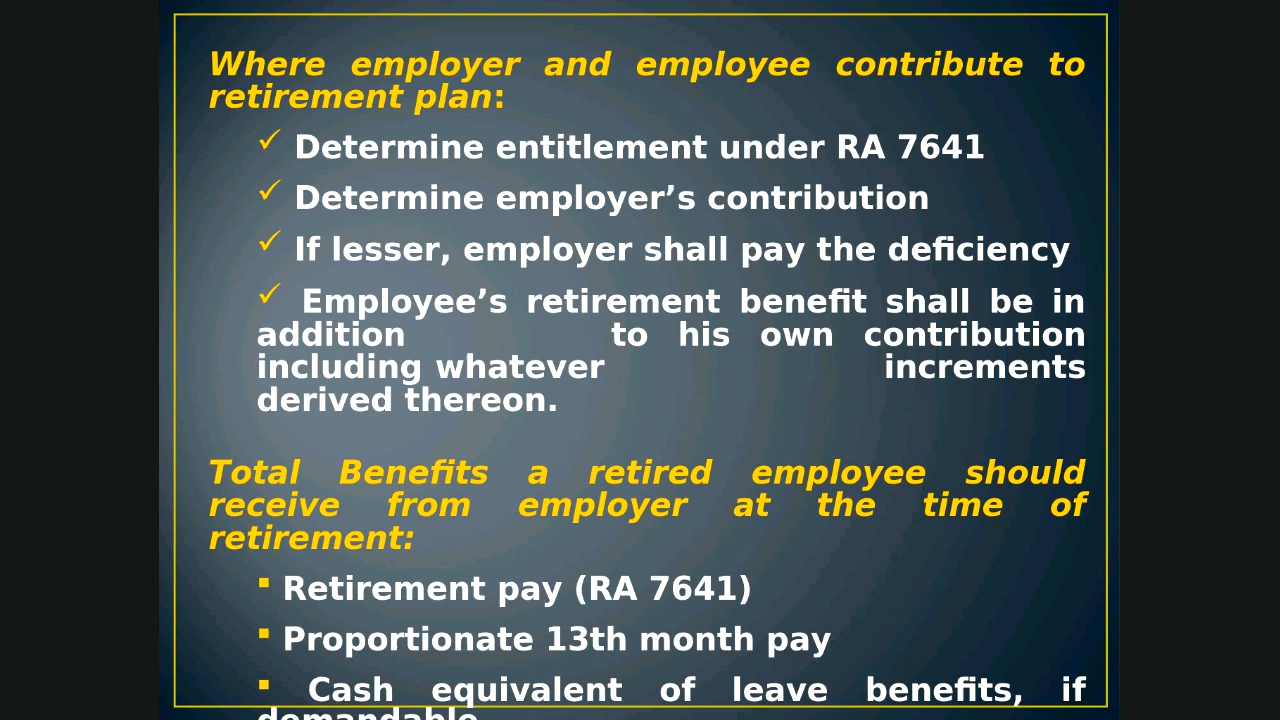 Where employer and employee contribute to
retirement plan:
✓ Determine entitlement under RA 7641
✓ Determine employer’s contribution
✓ If lesser, employer shall pay the deficiency
✓ Employee’s retirement benefit shall be in
addition to his own contribution
including whatever increments
derived thereon.
Total Benefits a retired employee should
receive from employer at the time of
retirement:
▪ Retirement pay (RA 7641)
▪ Proportionate 13th month pay
▪ Cash equivalent of leave benefits, if
demandable